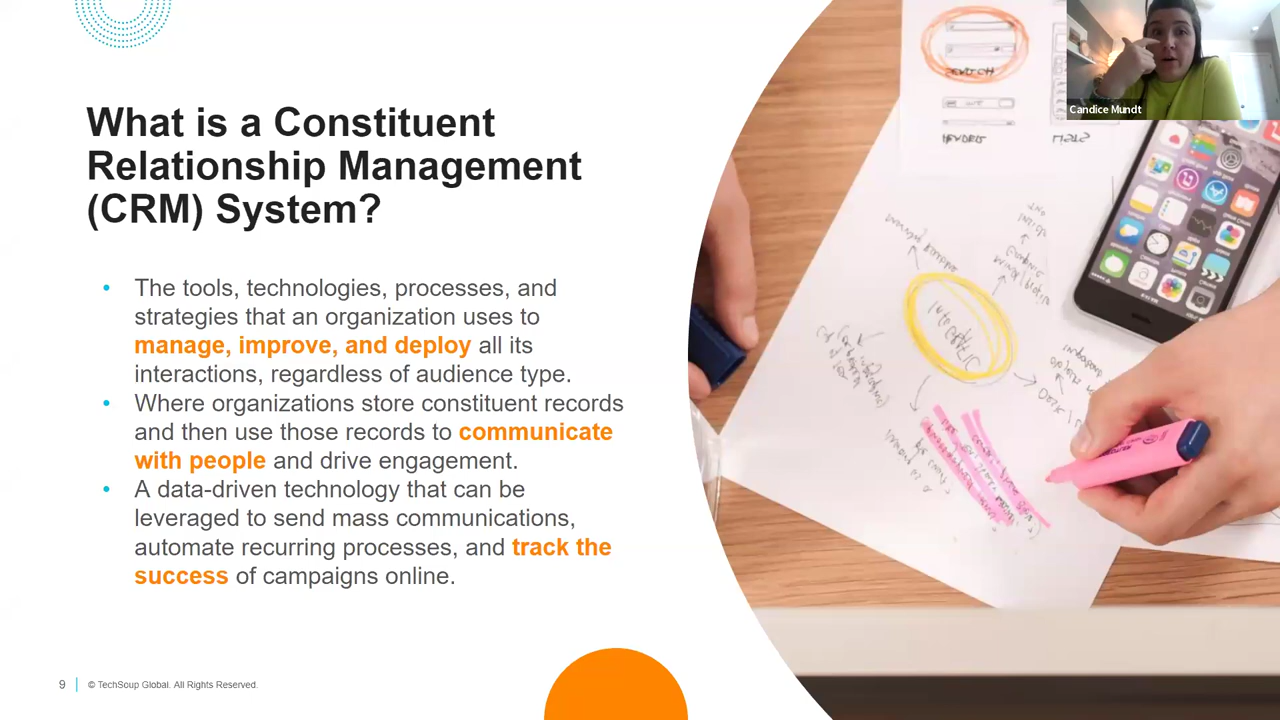 What is a Constituent
Relationship Management
(CRM) System?
• The tools, technologies, processes, and
strategies that an organization uses to
manage, improve, and deploy all its
interactions, regardless of audience type.
• Where organizations store constituent records
and then use those records to communicate
with people and drive engagement.
• A data-driven technology that can be
leveraged to send mass communications,
automate recurring processes, and track the
success of campaigns online.
9
© TechSoup Global. All Rights Reserved.
Candice Mundt